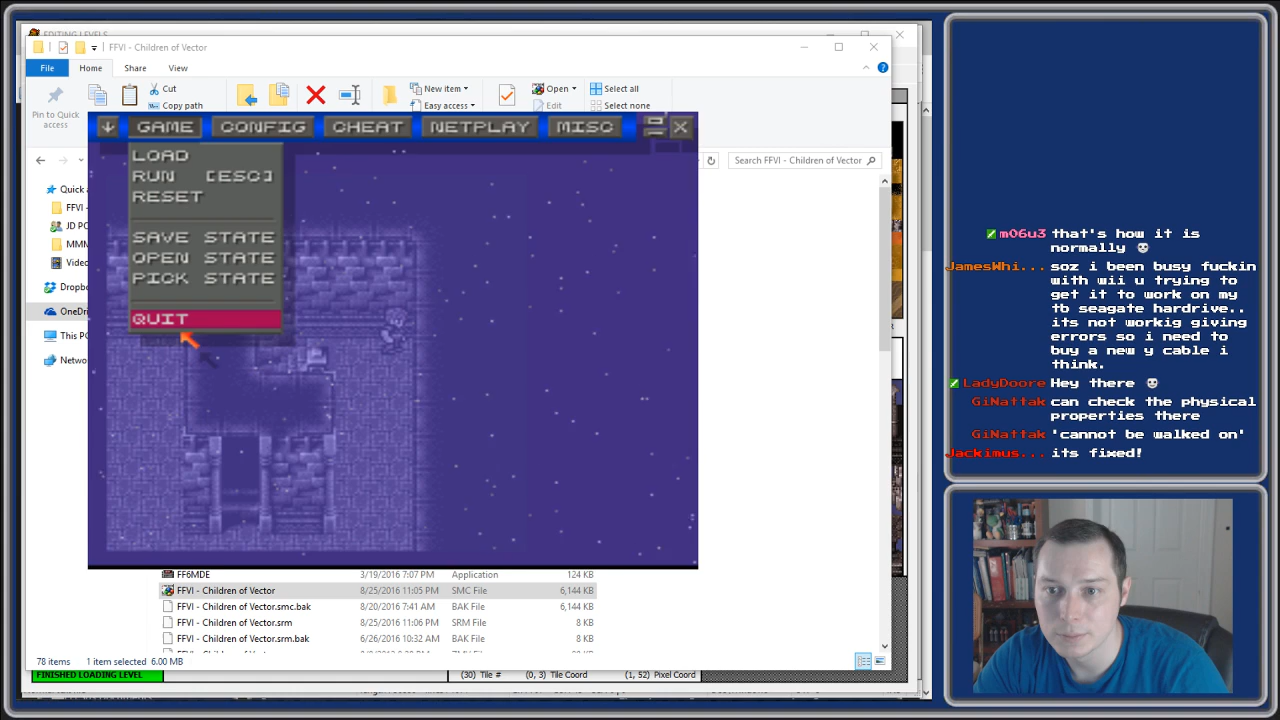 EDITING LEVELS
FFVI - Children of Vector
File Home Share View
Pin to Quick access
Cut
Copy path
New item
Easy access
Open
Edit
Select all
Select none
GAME CONFIG CHEAT NETPLAY MISC
LOAD
RUN [ESC]
RESET
SAVE STATE
OPEN STATE
PICK STATE
QUIT
Search FFVI - Children of Vector
Quick a
FFVI -
JD PC
MMM
Video
Dropbo
OneDri
This PC
Netwo
FF6MDE 3/19/2016 7:07 PM Application 124 KB
FFVI - Children of Vector 8/25/2016 11:05 PM SMC File 6,144 KB
FFVI - Children of Vector.smc.bak 8/20/2016 7:41 AM BAK File 6,144 KB
FFVI - Children of Vector.srm 8/25/2016 11:06 PM SRM File 8 KB
FFVI - Children of Vector.srm.bak 6/26/2016 10:32 AM BAK File 8 KB
78 items 1 item selected 6.00 MB
FINISHED LOADING LEVEL
(30) Tile # (0, 3) Tile Coord (1, 52) Pixel Coord
m06u3 that's how it is
normally
JamesWhi... soz i been busy fuckin
with wii u trying to
get it to work on my
to seagate hardrive..
its not workig giving
errors so i need to
buy a new y cable i
think.
LadyDoore Hey there
GiNattak can check the physical
properties there
GiNattak 'cannot be walked on'
Jackimus... its fixed!